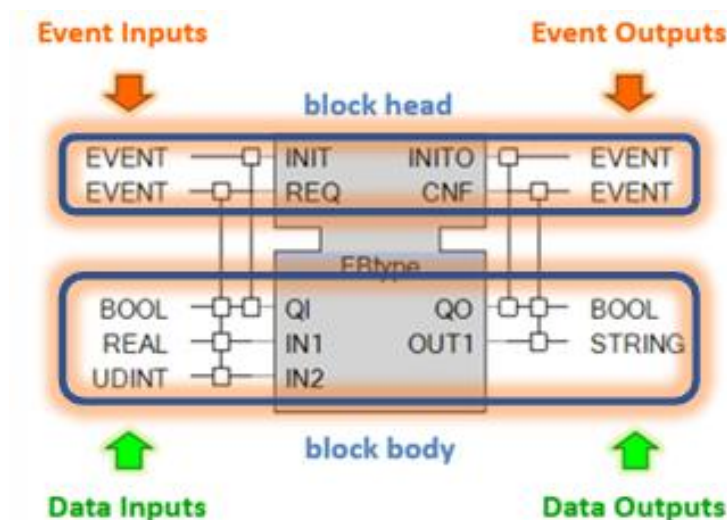 Event Inputs Event Outputs
block head
EVENT INIT INITO EVENT
EVENT REQ CNF EVENT
FBtype
BOOL QI QO BOOL
REAL IN1 OUT1 STRING
UDINT IN2
block body
Data Inputs Data Outputs